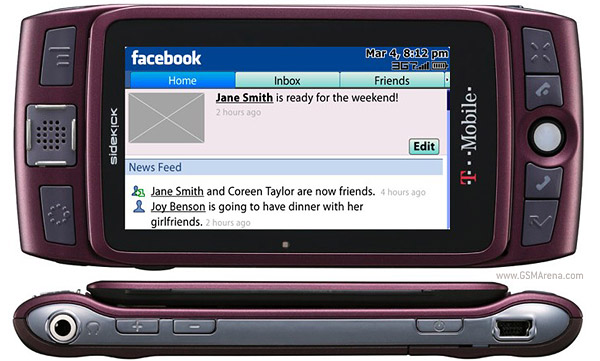 facebook
Mar 4, 8:12 pm
3G
Home
Inbox
Friends
Jane Smith is ready for the weekend!
2 hours ago
Edit
News Feed
Jane Smith and Coreen Taylor are now friends. 4 hours ago
Joy Benson is going to have dinner with her
girlfriends. 2 hours ago
sidekick
T··Mobile·
www.GSMArena.com
+
-